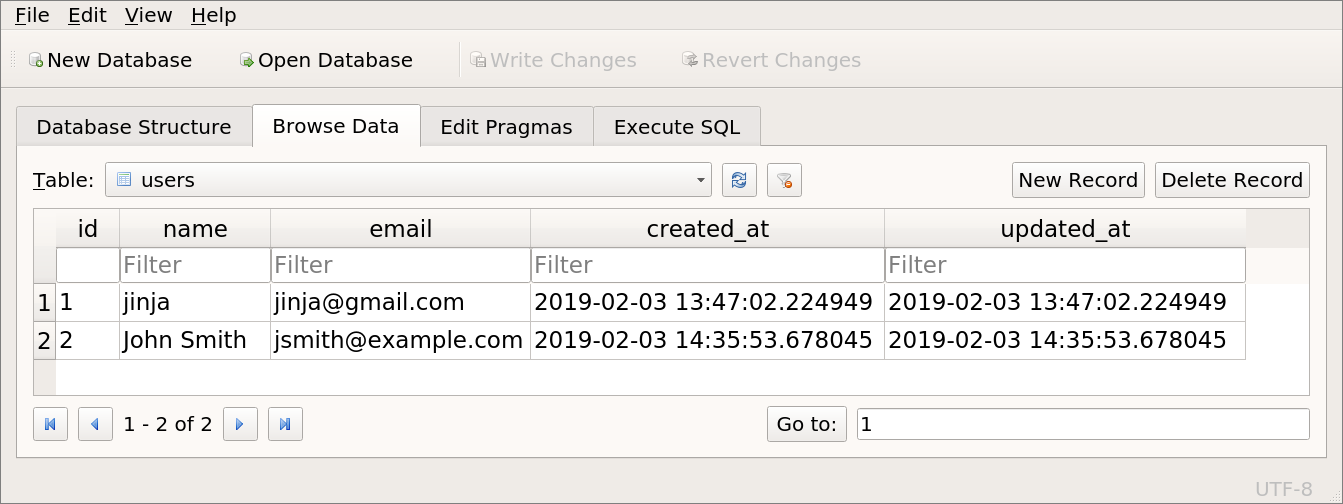 File Edit View Help
New Database Open Database Write Changes Revert Changes
Database Structure Browse Data Edit Pragmas Execute SQL
Table: users New Record Delete Record
id name email created_at updated_at
Filter Filter Filter Filter
1 1 jinja jinja@gmail.com 2019-02-03 13:47:02.224949 2019-02-03 13:47:02.224949
2 2 John Smith jsmith@example.com 2019-02-03 14:35:53.678045 2019-02-03 14:35:53.678045
1 - 2 of 2 Go to: 1
UTF-8